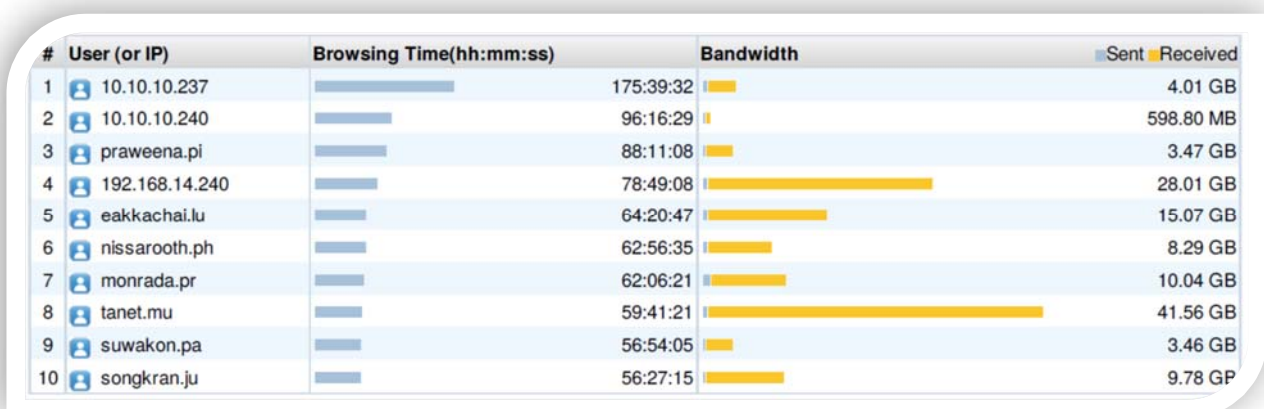 # User (or IP) Browsing Time(hh:mm:ss) Bandwidth Sent Received
1 10.10.10.237 175:39:32 4.01 GB
2 10.10.10.240 96:16:29 598.80 MB
3 praweena.pi 88:11:08 3.47 GB
4 192.168.14.240 78:49:08 28.01 GB
5 eakkachai.lu 64:20:47 15.07 GB
6 nissarooth.ph 62:56:35 8.29 GB
7 monrada.pr 62:06:21 10.04 GB
8 tanet.mu 59:41:21 41.56 GB
9 suwakon.pa 56:54:05 3.46 GB
10 songkran.ju 56:27:15 9.78 GB